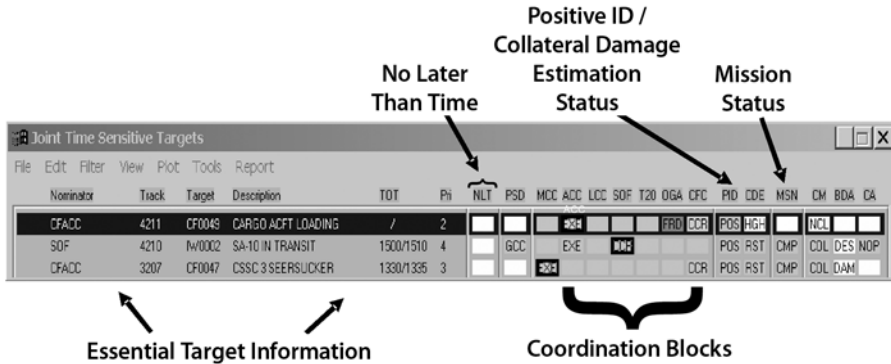 Positive ID /
Collateral Damage
Estimation
Status
No Later
Than Time
Mission
Status
Joint Time Sensitive Targets
File Edit Filter View Plot Tools Report
Nominator Track Target Description TOT Pri NLT PSD MCC ACC LCC SOF T20 OGA CFC PID CDE MSN CM BDA CA
ACC
CFACC 4211 CF0049 CARGO ACFT LOADING / 2 EXE FRD CCR POS HGH NCL
SOF 4210 IW0002 SA-10 IN TRANSIT 1500/1510 4 GCC EXE CCR POS RST CMP COL DES NOP
CFACC 3207 CF0047 CSSC 3 SEERSUCKER 1330/1335 3 EXE CCR POS RST CMP COL DAM
Essential Target Information
Coordination Blocks